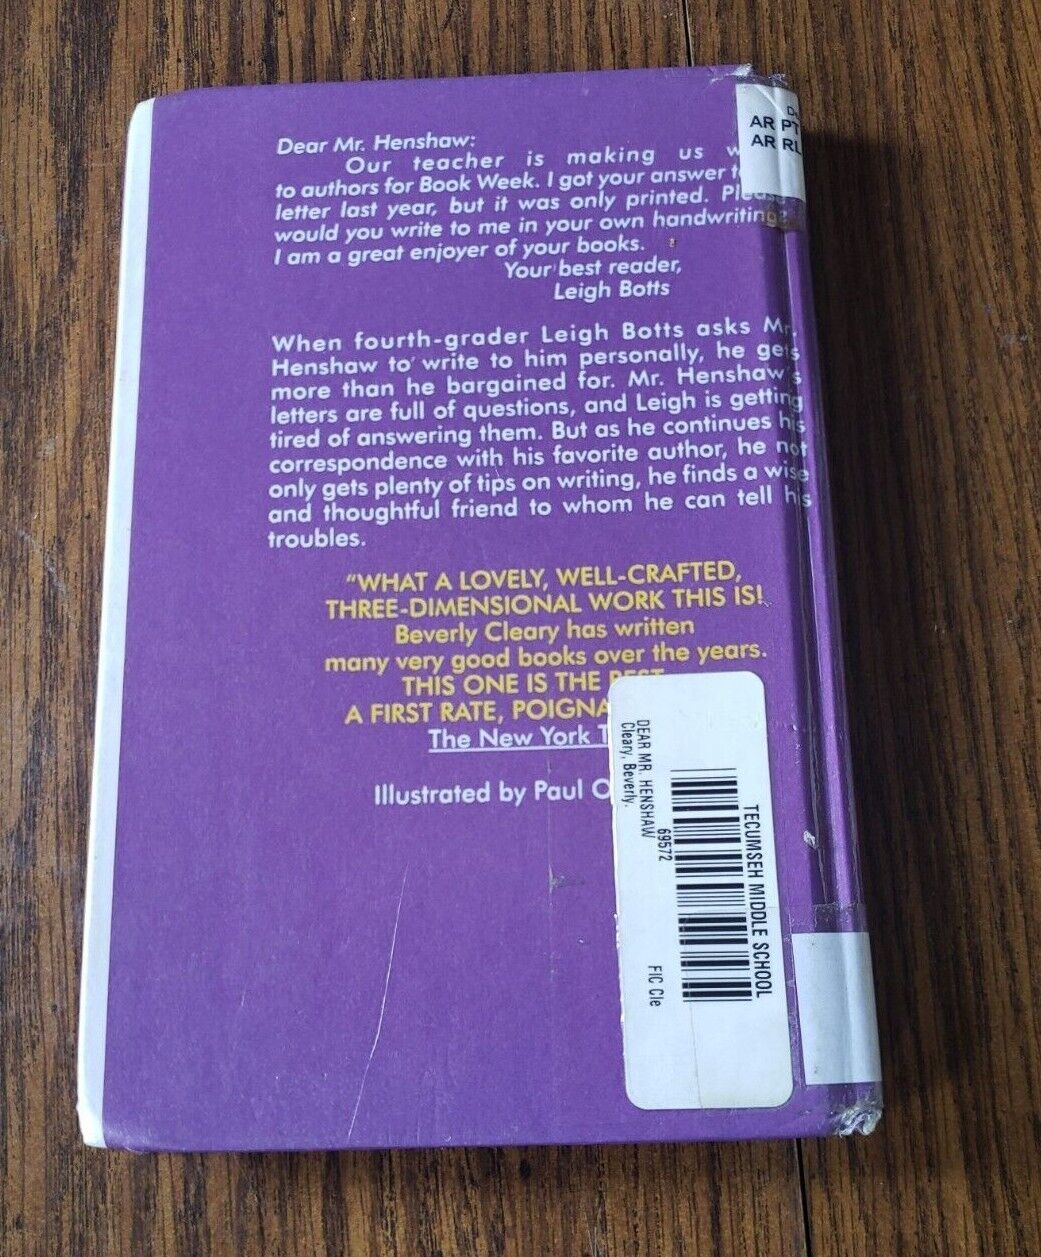 Dear Mr. Henshaw:
Our teacher is making us
to authors for Book Week. I got your answer
letter last year, but it was only printed. Please
would you write to me in your own handwriting?
I am a great enjoyer of your books.
Your best reader,
Leigh Botts
When fourth-grader Leigh Botts asks Mr.
Henshaw to write to him personally, he gets
more than he bargained for. Mr. Henshaw's
letters are full of questions, and Leigh is getting
tired of answering them. But as he continues his
correspondence with his favorite author, he not
only gets plenty of tips on writing, he finds a wise
and thoughtful friend to whom he can tell his
troubles.
"WHAT A LOVELY, WELL-CRAFTED,
THREE-DIMENSIONAL WORK THIS IS!
Beverly Cleary has written
many very good books over the years.
THIS ONE IS THE BEST
A FIRST RATE,
The New York
Illustrated by Paul
AR PT
AR RL
TECUMSEH MIDDLE SCHOOL
69572
FIC Cle
DEAR MR. HENSHAW
Cleary, Beverly.